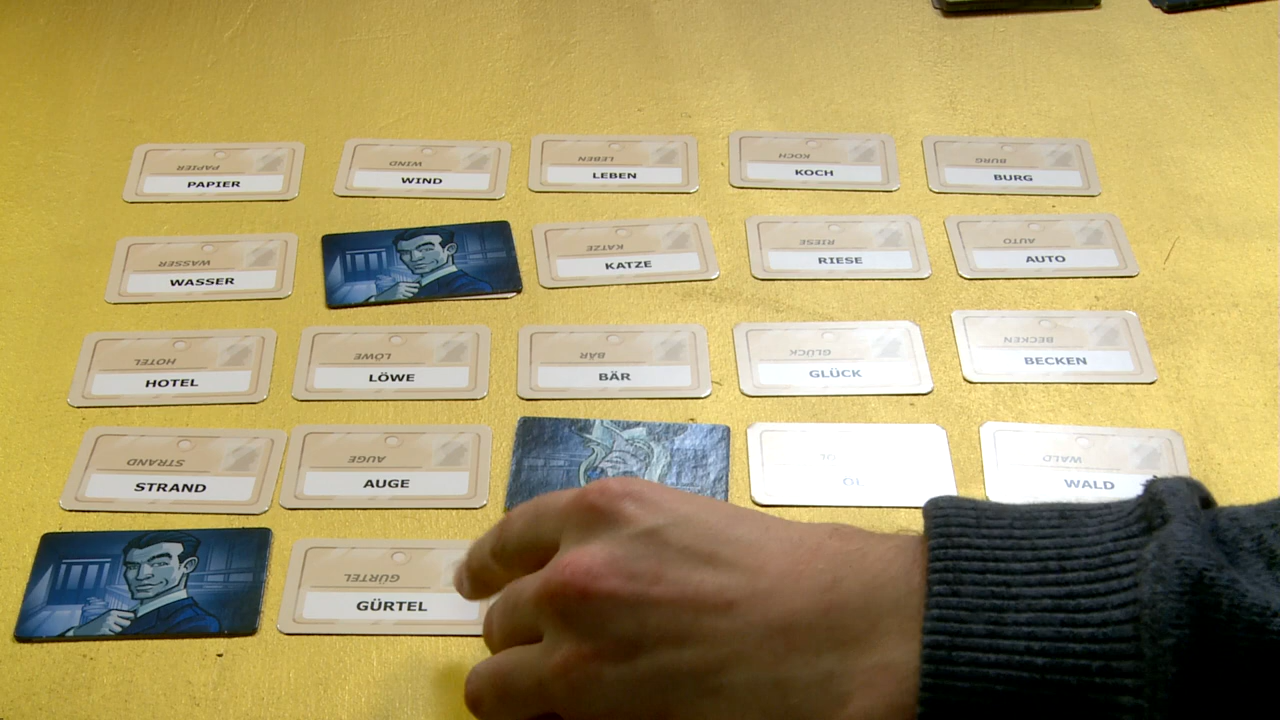 PAPIER
PAPIER
WIND
WIND
LEBEN
LEBEN
KOCH
KOCH
BURG
BURG
WASSER
WASSER
KATZE
KATZE
RIESE
RIESE
AUTO
AUTO
HOTEL
HOTEL
LÖWE
LÖWE
BÄR
BÄR
GLÜCK
GLÜCK
BECKEN
BECKEN
STRAND
STRAND
AUGE
AUGE
WALD
WALD
GÜRTEL
GÜRTEL